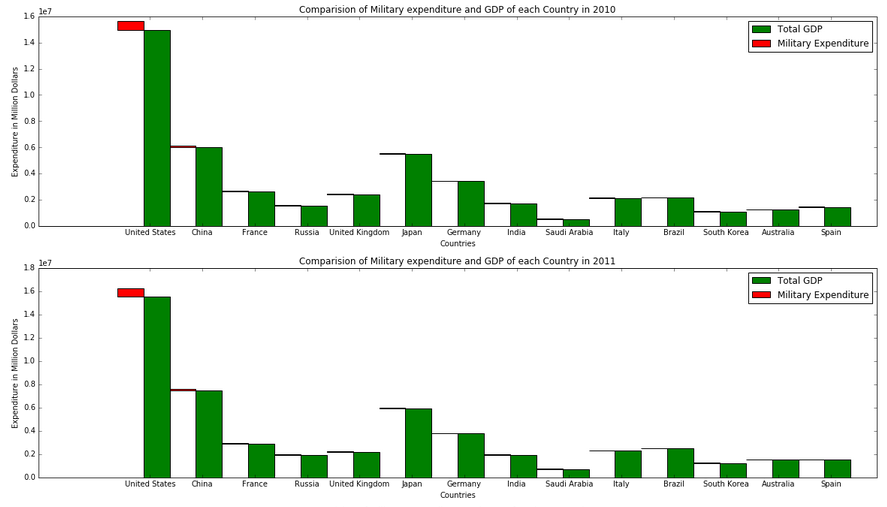 Comparision of Military expenditure and GDP of each Country in 2010
1e7
Total GDP
Military Expenditure
Expenditure in Million Dollars
1.6
1.4
1.2
1.0
0.8
0.6
0.4
0.2
0.0
United States China France Russia United Kingdom Japan Germany India Saudi Arabia Italy Brazil South Korea Australia Spain
Countries
Comparision of Military expenditure and GDP of each Country in 2011
1e7
Total GDP
Military Expenditure
Expenditure in Million Dollars
1.8
1.6
1.4
1.2
1.0
0.8
0.6
0.4
0.2
0.0
United States China France Russia United Kingdom Japan Germany India Saudi Arabia Italy Brazil South Korea Australia Spain
Countries